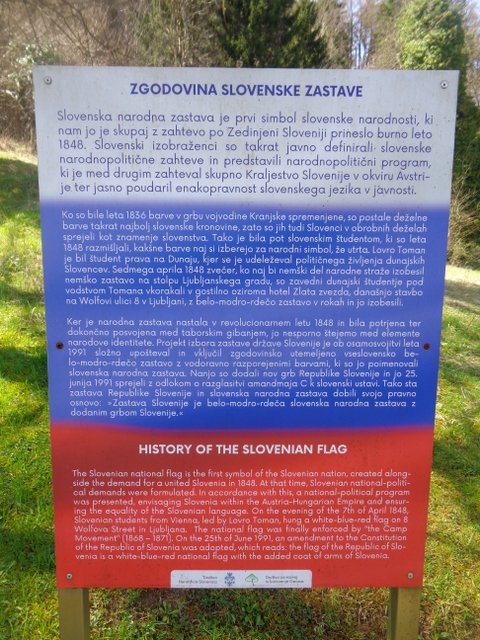 ZGODOVINA SLOVENSKE ZASTAVE
Slovenska narodna zastava je prvi simbol slovenske narodnosti, ki
nam jo je skupaj z zahtevo po Zedinjeni Sloveniji prineslo burno leto
1848. Slovenski izobraženci so takrat javno definirali slovenske
narodnopolitične zahteve in predstavili narodnopolitični program,
ki je med drugim zahteval skupno Kraljestvo Slovenije v okviru Avstri-
je ter jasno poudaril enakopravnost slovenskega jezika v javnosti.
Ko so bile leta 1836 barve v grbu vojvodine Kranjske spremenjene, so postale deželne
barve takrat najbolj slovenske kronovine, zato so jih tudi Slovenci v obrobnih deželah
sprejeli kot znamenje slovenstva. Tako je bila pot slovenskim študentom, ki so leta
1848 razmišljali, kakšne barve naj si izberejo za narodni simbol, že utrta. Lovro Toman
je bil študent prava na Dunaju, kjer se je udeleževal političnega življenja dunajskih
Slovencev. Sedmega aprila 1848 zvečer, ko naj bi nemški del narodne straže izobesil
nemško zastavo na stolpu Ljubljanskega gradu, so zavedni dunajski študentje pod
vodstvom Tomana vkorakali v gostilno oziroma hotel Zlata zvezda, današnjo stavbo
na Wolfovi ulici 8 v Ljubljani, z belo-modro-rdečo zastavo v rokah in jo izobesili.
Ker je narodna zastava nastala v revolucionarnem letu 1848 in bila potrjena ter
dokončno posvojena med taborskim gibanjem, jo nesporno štejemo med elemente
narodove identitete. Projekt izbora zastave države Slovenije je ob osamosvojitvi leta
1991 složno upošteval in vključil zgodovinsko utemeljeno vseslovensko be-
lo-modro-rdečo zastavo z vodoravno razporejenimi barvami, ki so jo poimenovali
slovenska narodna zastava. Nanjo so dodali nov grb Republike Slovenije in jo 25.
junija 1991 sprejeli z odlokom o razglasitvi amandmaja C k slovenski ustavi. Tako sta
zastava Republike Slovenije in slovenska narodna zastava dobili svojo pravno
osnovo: »Zastava Slovenije je belo-modro-rdeča slovenska narodna zastava z
dodanim grbom Slovenije.«
HISTORY OF THE SLOVENIAN FLAG
The Slovenian national flag is the first symbol of the Slovenian nation, created along-
side the demand for a united Slovenia in 1848. At that time, Slovenian national-politi-
cal demands were formulated. In accordance with this, a national-political program
was presented, envisaging Slovenia within the Austria-Hungarian Empire and ensur-
ing the equality of the Slovenian language. On the evening of the 7th of April 1848,
Slovenian students from Vienna, led by Lovro Toman, hung a white-blue-red flag on 8
Wolfova Street in Ljubljana. The national flag was finally enforced by "the Camp
Movement" (1868 – 1871). On the 25th of June 1991, an amendment to the Constitution
of the Republic of Slovenia was adopted, which reads: the flag of the Republic of Slo-
venia is a white-blue-red national flag with the added coat of arms of Slovenia.